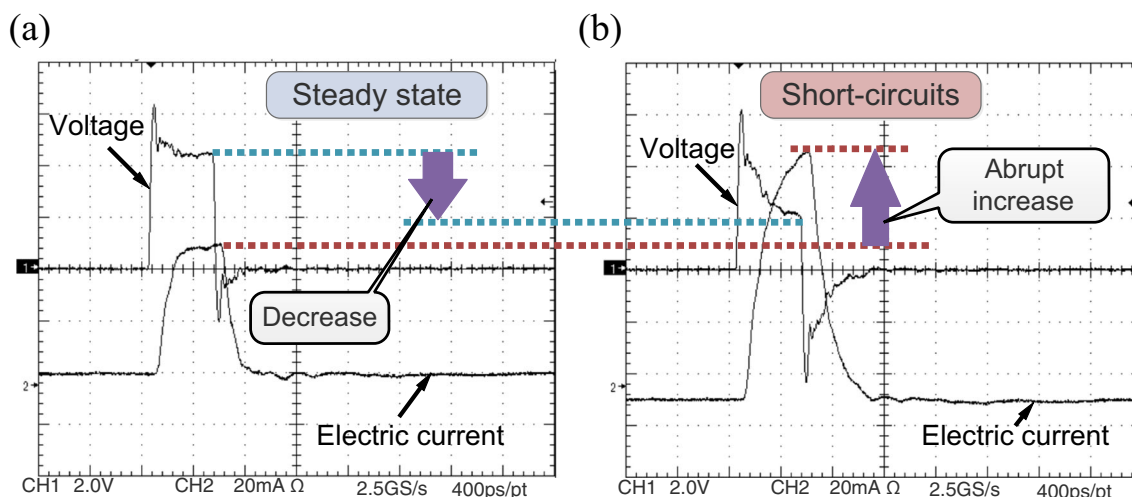 (a)
Steady state
Voltage
1
Decrease
2
Electric current
CH1 2.0V CH2 20mA Ω 2.5GS/s 400ps/pt
(b)
Short-circuits
Voltage
Abrupt
increase
1
2
Electric current
CH1 2.0V CH2 20mA Ω 2.5GS/s 400ps/pt